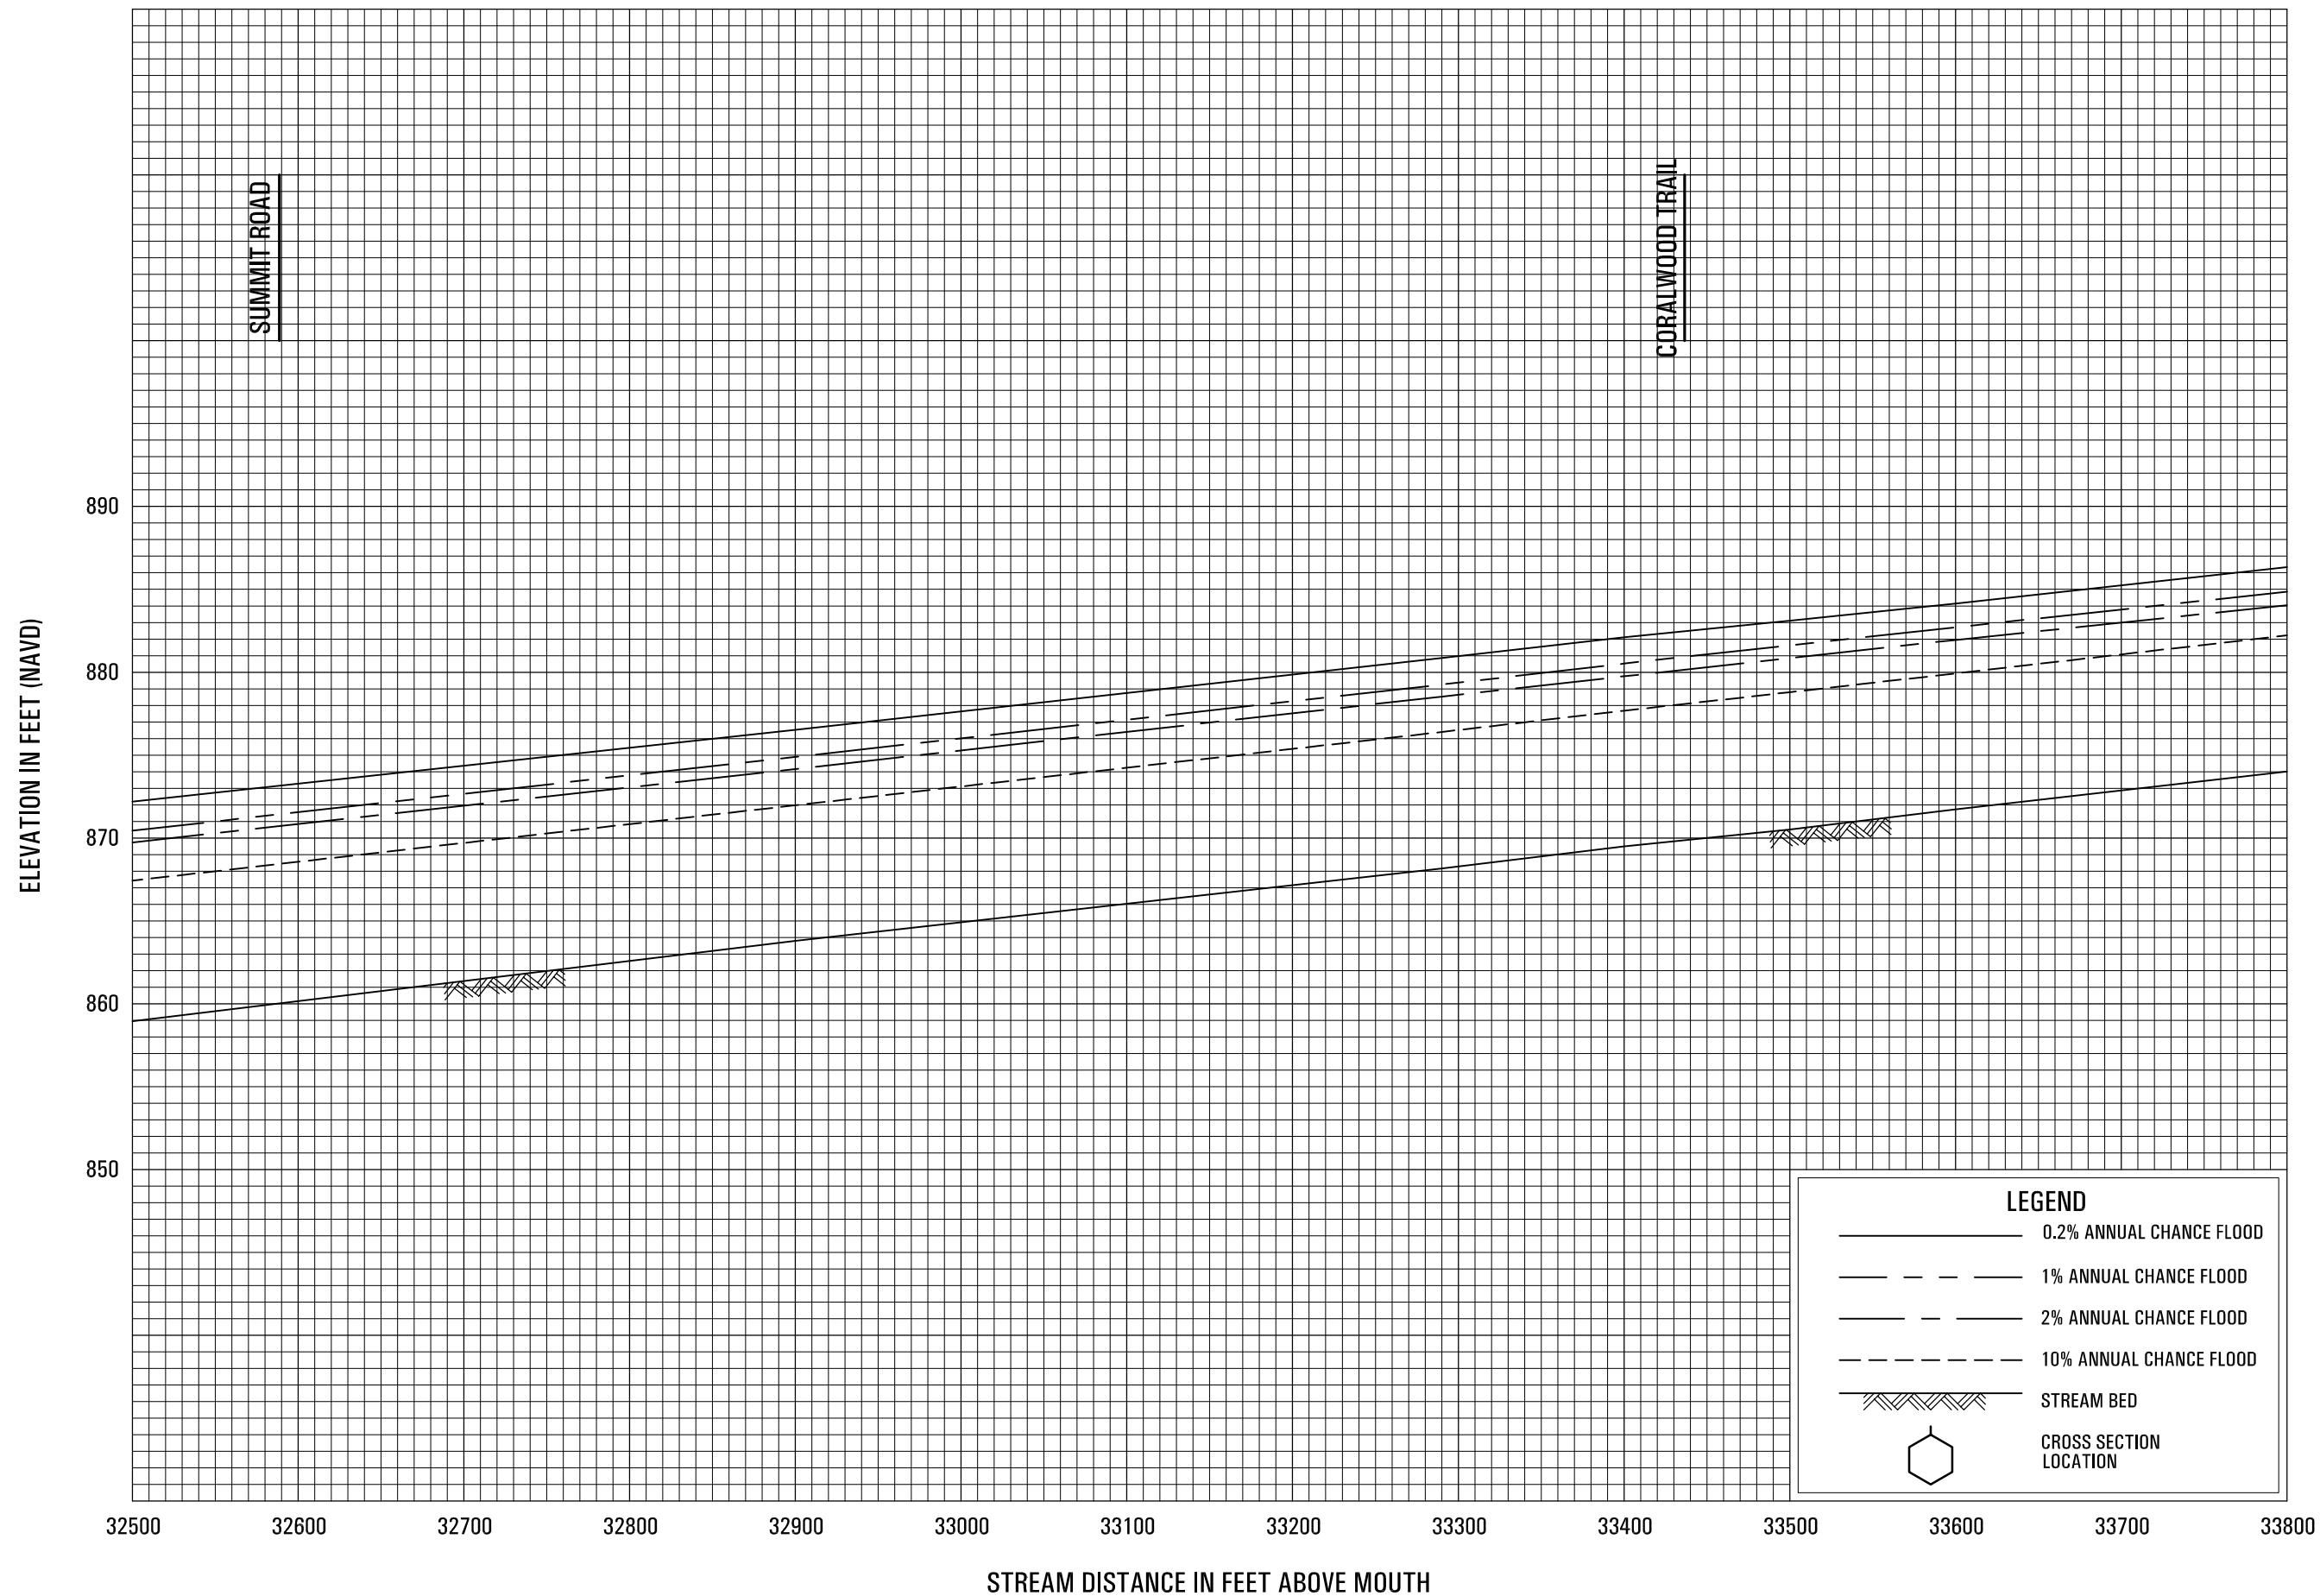 SUMMIT ROAD
CORALWOOD TRAIL
ELEVATION IN FEET (NAVD)
890
880
870
860
850
LEGEND
0.2% ANNUAL CHANCE FLOOD
1% ANNUAL CHANCE FLOOD
2% ANNUAL CHANCE FLOOD
10% ANNUAL CHANCE FLOOD
STREAM BED
CROSS SECTION
LOCATION
32500 32600 32700 32800 32900 33000 33100 33200 33300 33400 33500 33600 33700 33800
STREAM DISTANCE IN FEET ABOVE MOUTH